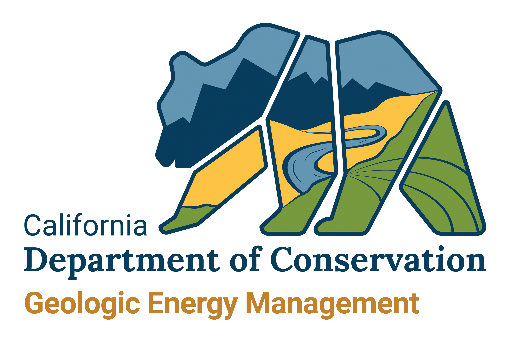 California
Department of Conservation
Geologic Energy Management